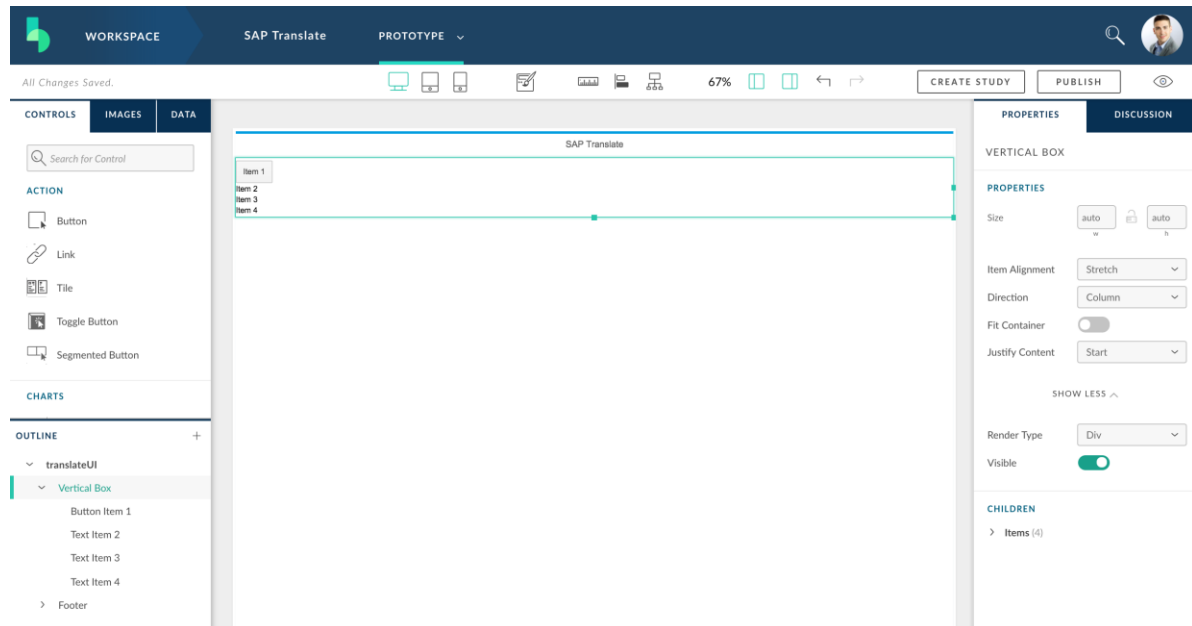 WORKSPACE
SAP Translate
PROTOTYPE
All Changes Saved.
67%
CREATE STUDY
PUBLISH
CONTROLS
IMAGES
DATA
Search for Control
ACTION
Button
Link
Tile
Toggle Button
Segmented Button
CHARTS
OUTLINE
translateUI
Vertical Box
Button Item 1
Text Item 2
Text Item 3
Text Item 4
Footer
SAP Translate
Item 1
Item 2
Item 3
Item 4
PROPERTIES
DISCUSSION
VERTICAL BOX
PROPERTIES
Size
auto
auto
w
h
Item Alignment
Stretch
Direction
Column
Fit Container
Justify Content
Start
SHOW LESS
Render Type
Div
Visible
CHILDREN
Items (4)